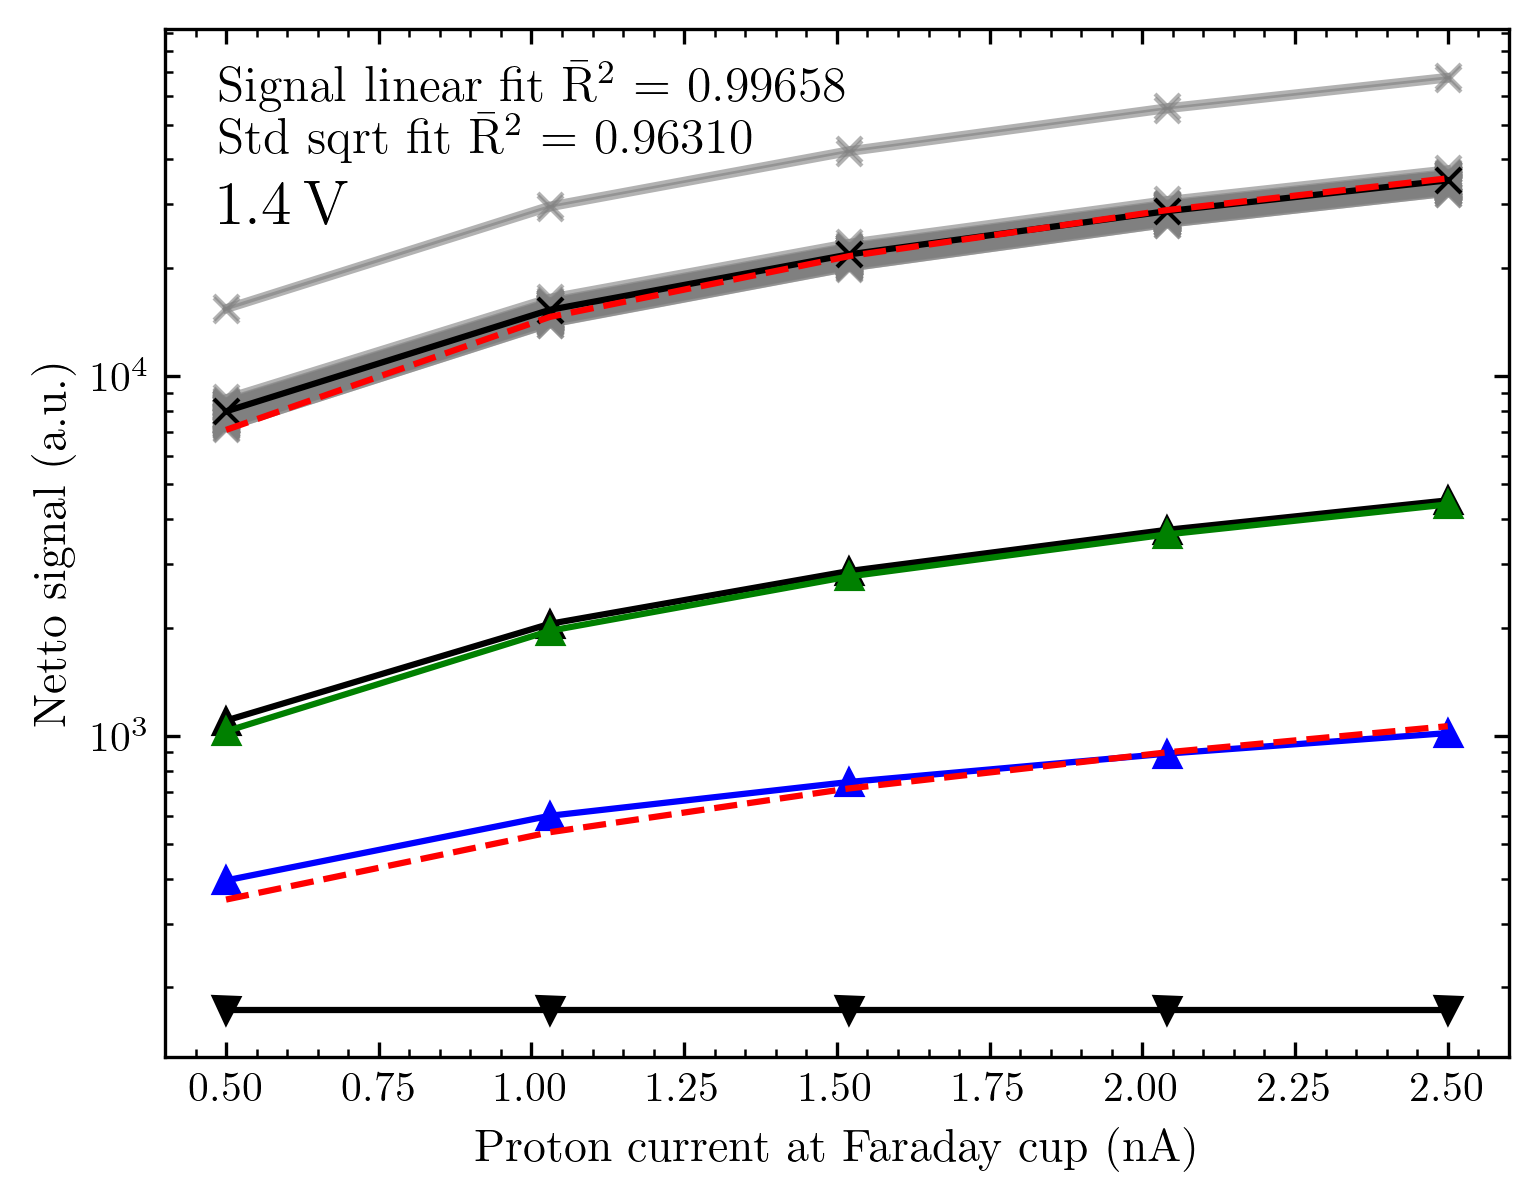 Signal linear fit R̄² = 0.99658
Std sqrt fit R̄² = 0.96310
1.4 V
Netto signal (a.u.)
10⁴
10³
0.50 0.75 1.00 1.25 1.50 1.75 2.00 2.25 2.50
Proton current at Faraday cup (nA)